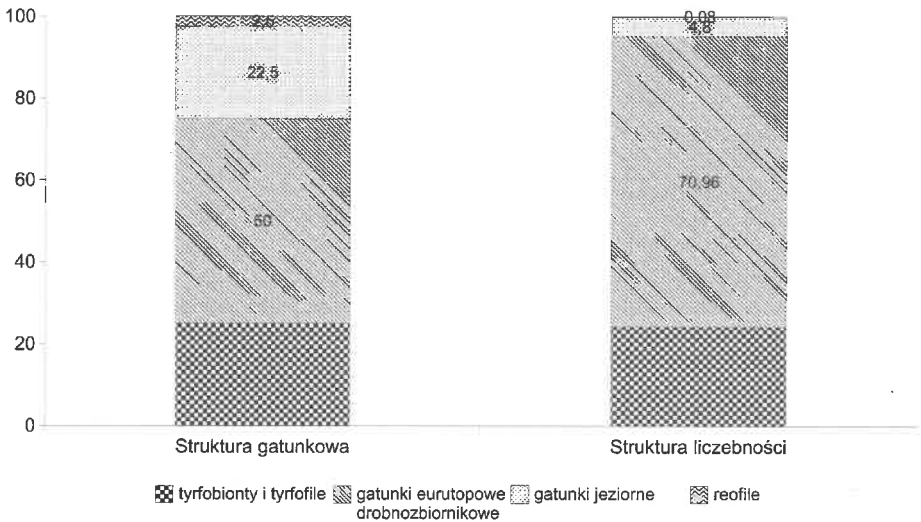 100
80
60
40
20
0
2,5
22,5
50
0,08
4,8
70,96
Struktura gatunkowa
Struktura liczebności
tyrfobionty i tyrfofile
gatunki eurutopowe drobnozbiornikowe
gatunki jeziorne
reofile